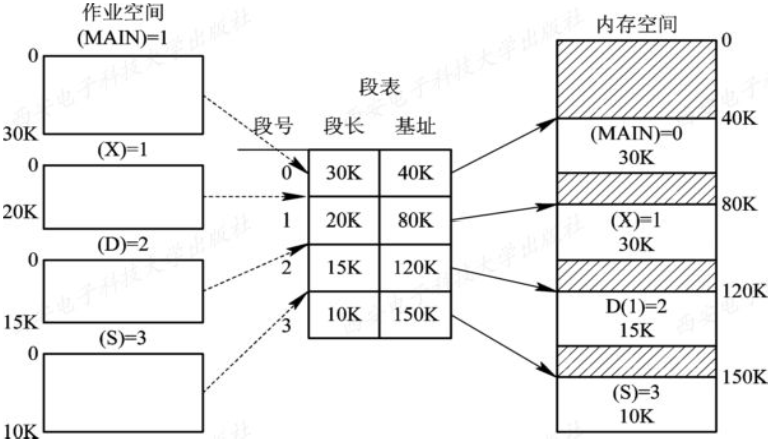 作业空间
(MAIN)=1
0
30K
(X)=1
0
20K
(D)=2
0
15K
(S)=3
0
10K
段表
段号 段长 基址
0 30K 40K
1 20K 80K
2 15K 120K
3 10K 150K
内存空间
0
40K
(MAIN)=0
30K
80K
(X)=1
30K
120K
D(1)=2
15K
150K
(S)=3
10K
西安电子科技大学出版社